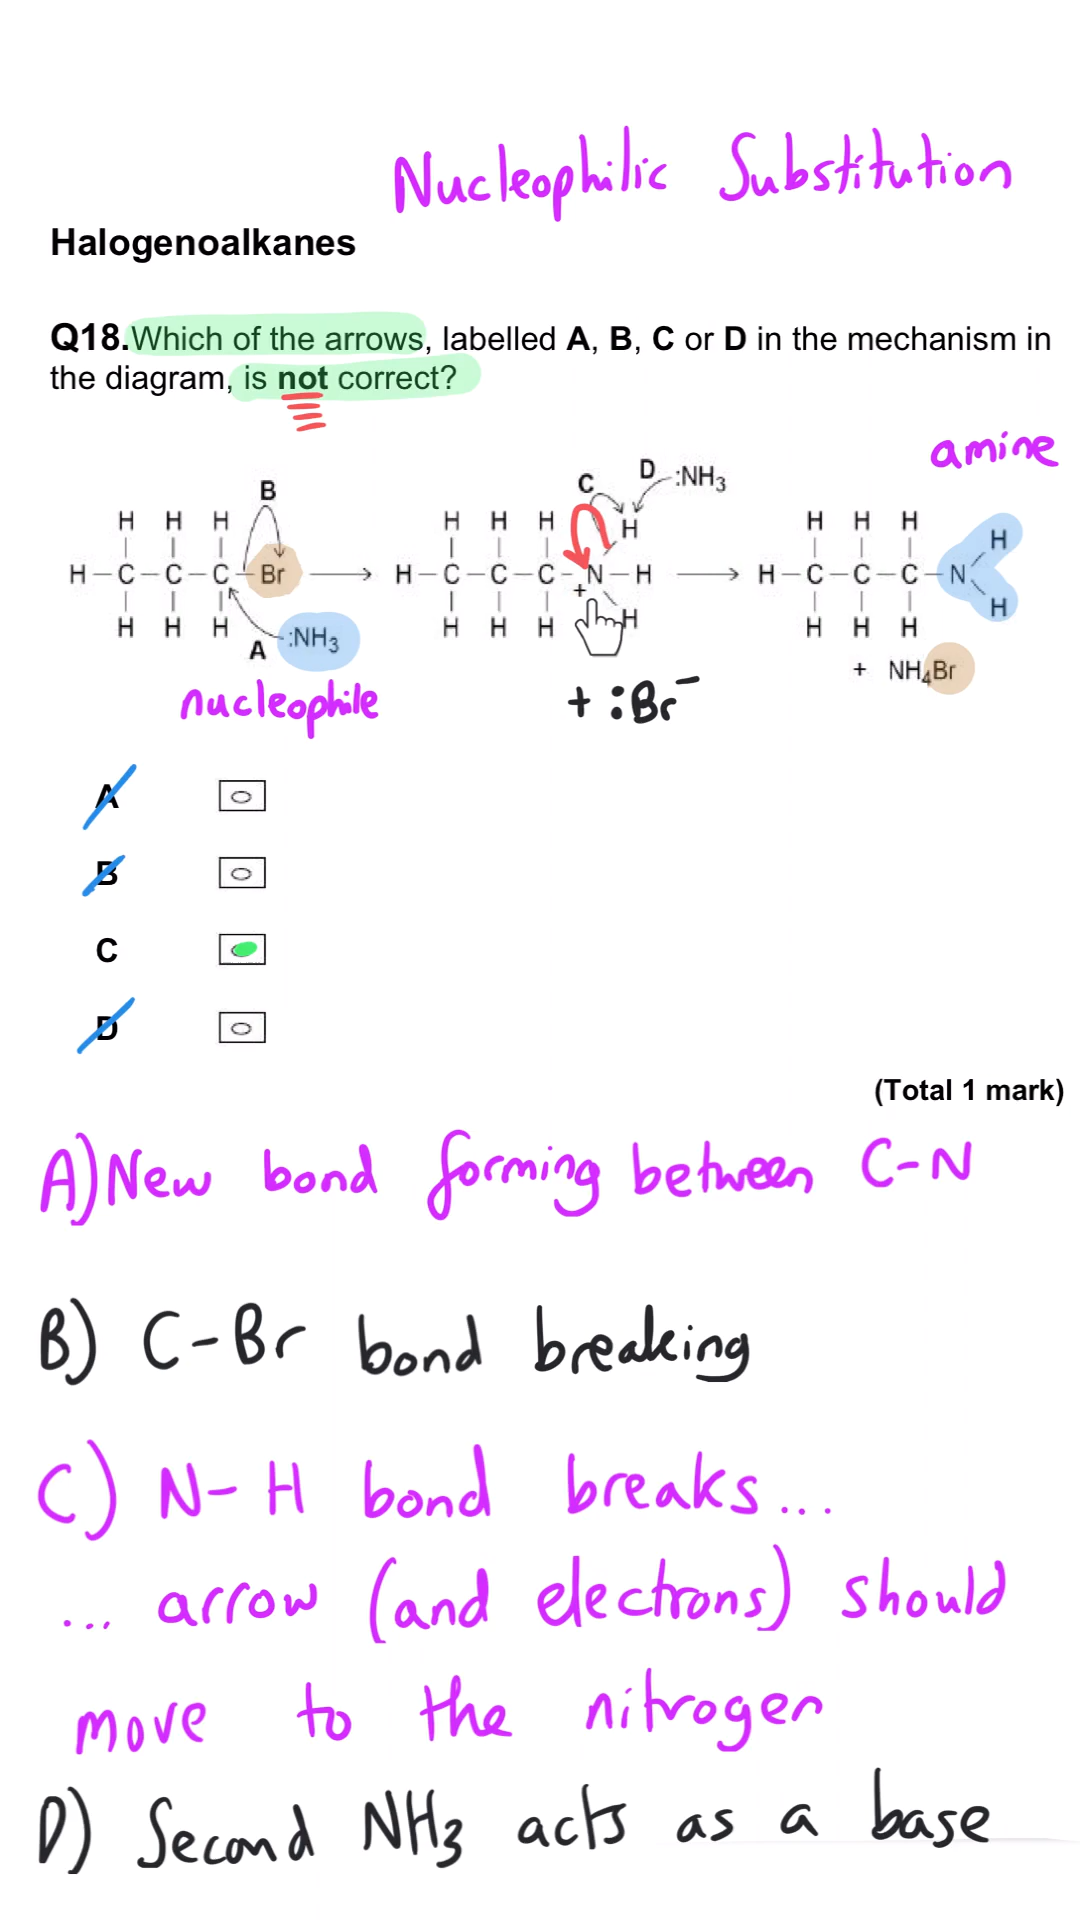 Nucleophilic Substitution
Halogenoalkanes
Q18.Which of the arrows, labelled A, B, C or D in the mechanism in
the diagram, is not correct?
amine
B
C D :NH3
H H H H H H H H H H H
H-C-C-C-Br H-C-C-C-N-H H-C-C-C-N
+
H H H H H H H H H H H
A :NH3
+ NH4Br
nucleophile + :Br-
A
B
C
D
(Total 1 mark)
A) New bond forming between C-N
B) C-Br bond breaking
C) N-H bond breaks...
... arrow (and electrons) should
move to the nitrogen
D) Second NH3 acts as a base